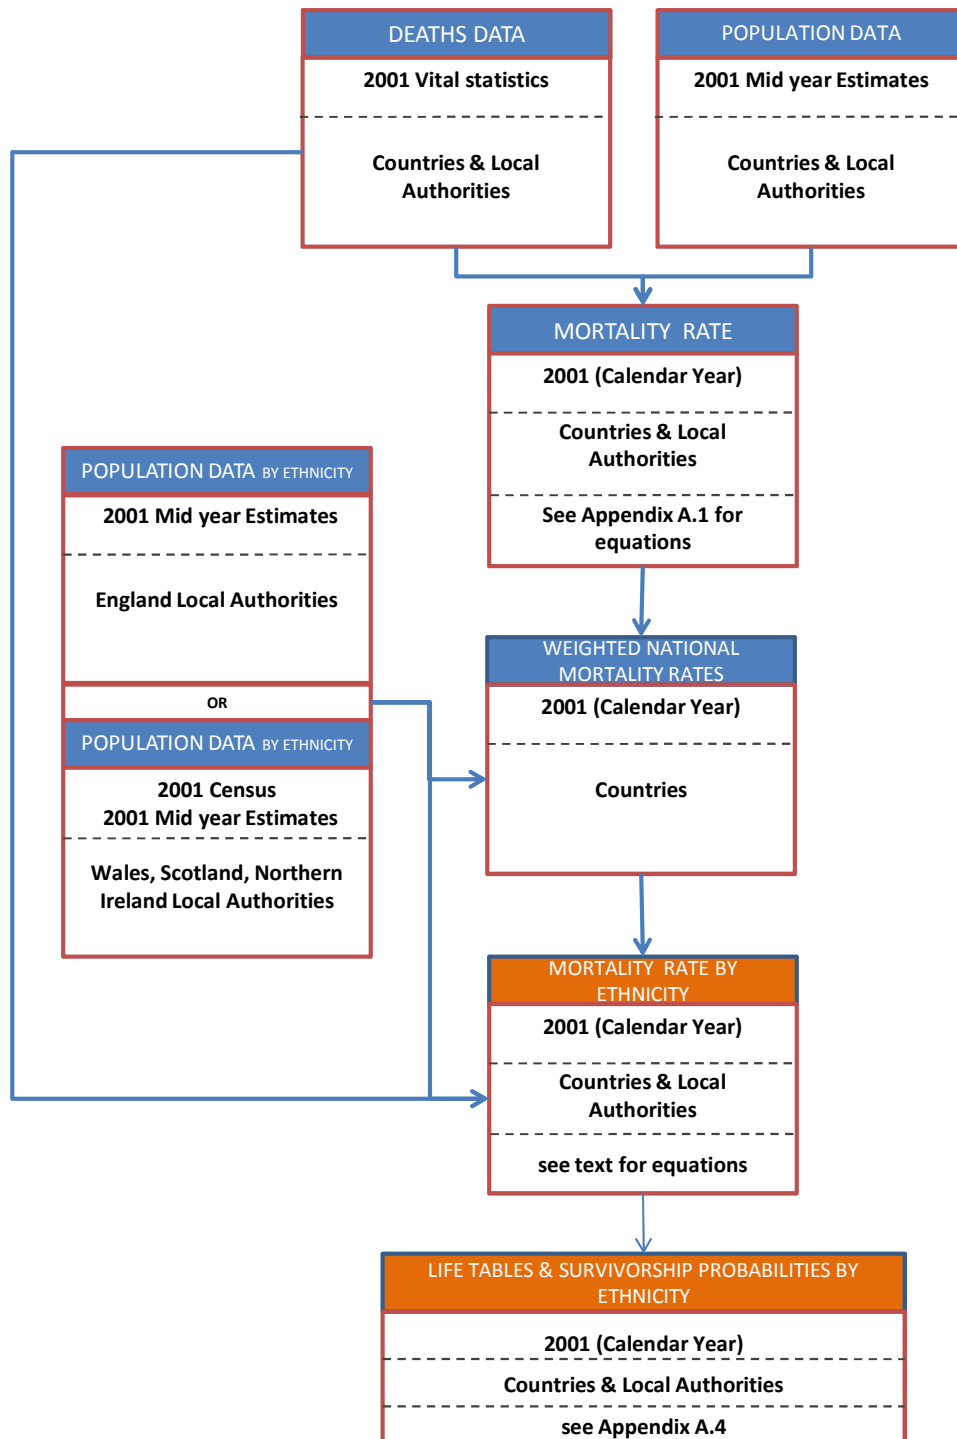 DEATHS DATA
2001 Vital statistics
Countries & Local
Authorities
POPULATION DATA
2001 Mid year Estimates
Countries & Local
Authorities
MORTALITY RATE
2001 (Calendar Year)
Countries & Local
Authorities
See Appendix A.1 for
equations
POPULATION DATA BY ETHNICITY
2001 Mid year Estimates
England Local Authorities
OR
POPULATION DATA BY ETHNICITY
2001 Census
2001 Mid year Estimates
Wales, Scotland, Northern
Ireland Local Authorities
WEIGHTED NATIONAL
MORTALITY RATES
2001 (Calendar Year)
Countries
MORTALITY RATE BY
ETHNICITY
2001 (Calendar Year)
Countries & Local
Authorities
see text for equations
LIFE TABLES & SURVIVORSHIP PROBABILITIES BY
ETHNICITY
2001 (Calendar Year)
Countries & Local Authorities
see Appendix A.4